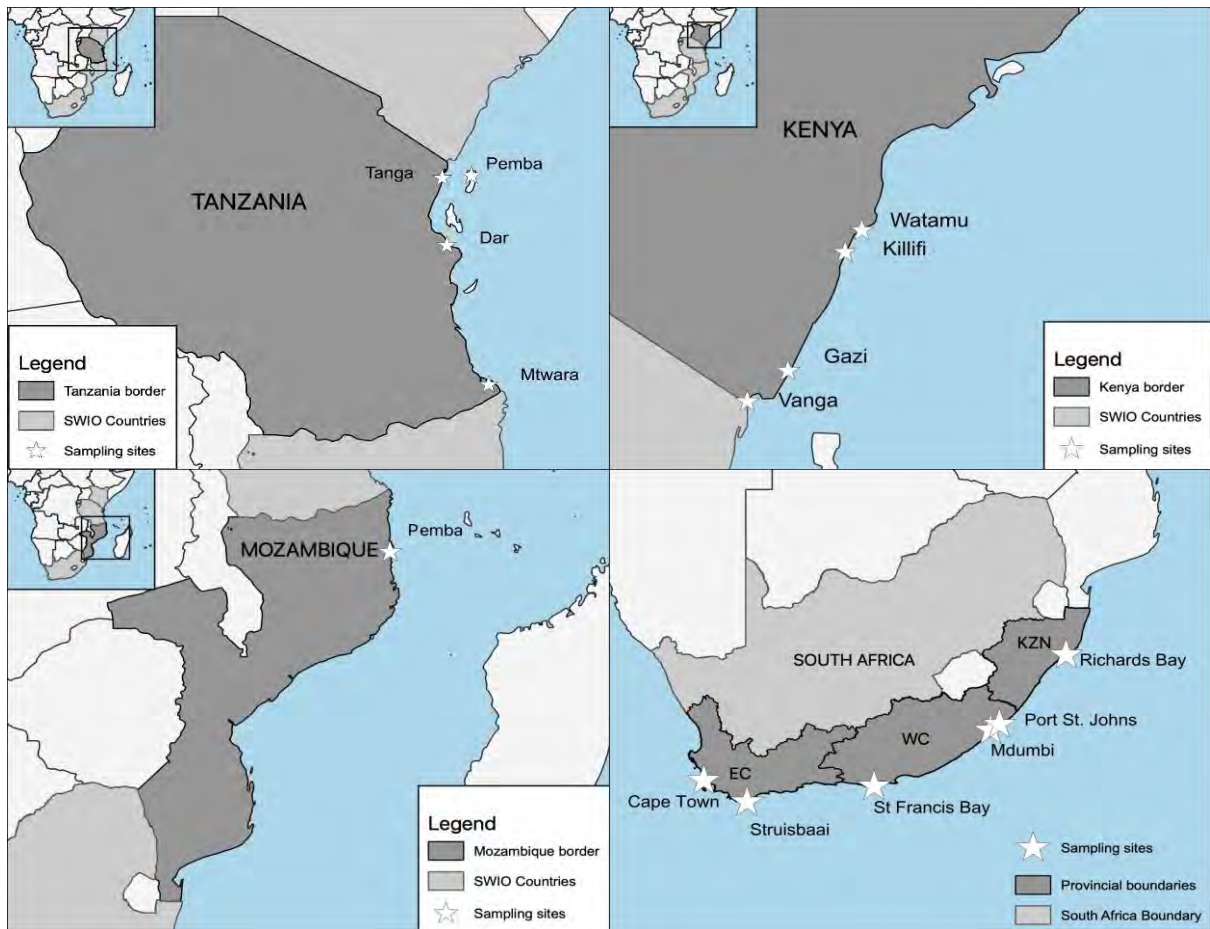 Tanga
Pemba
TANZANIA
Dar
Mtwara
Legend
Tanzania border
SWIO Countries
Sampling sites
KENYA
Watamu
Killifi
Gazi
Vanga
Legend
Kenya border
SWIO Countries
Sampling sites
Pemba
MOZAMBIQUE
Legend
Mozambique border
SWIO Countries
Sampling sites
KZN
SOUTH AFRICA
Richards Bay
Port St. Johns
WC
Mdumbi
EC
Cape Town
St Francis Bay
Struisbaai
Sampling sites
Provincial boundaries
South Africa Boundary